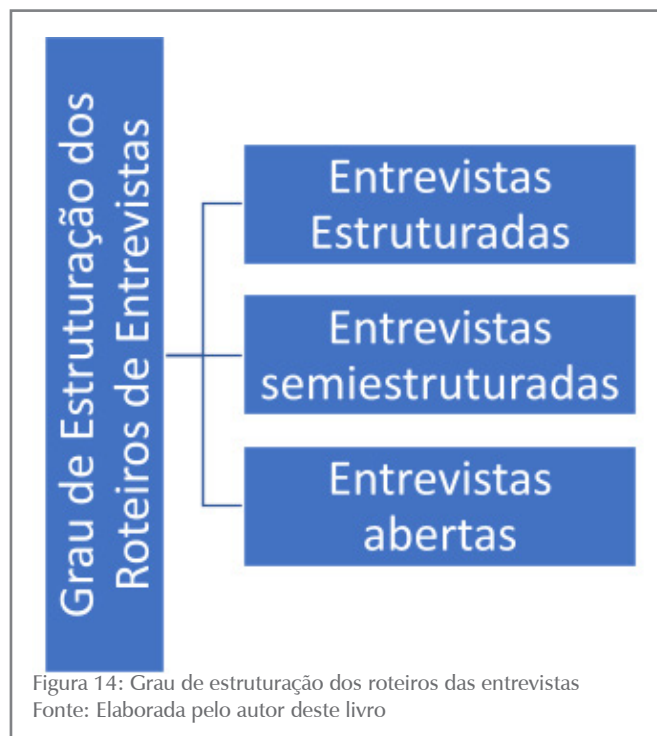 Grau de Estruturação dos
Roteiros de Entrevistas
Entrevistas
Estruturadas
Entrevistas
semiestruturadas
Entrevistas
abertas
Figura 14: Grau de estruturação dos roteiros das entrevistas
Fonte: Elaborada pelo autor deste livro